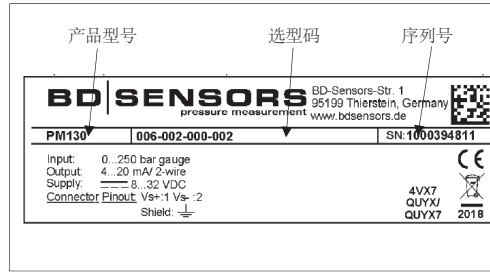 产品型号 选型码 序列号
BD SENSORS
pressure measurement
BD-Sensors-Str. 1
95199 Thierstein, Germany
www.bdsensors.de
PM130 006-002-000-002 SN:1000394811
Input: 0...250 bar gauge
Output: 4...20 mA/ 2-wire
Supply: 8...32 VDC
Connector Pinout: Vs+:1 Vs- :2
Shield:
CE
4VX7
QUYX/
QUYX7
2018